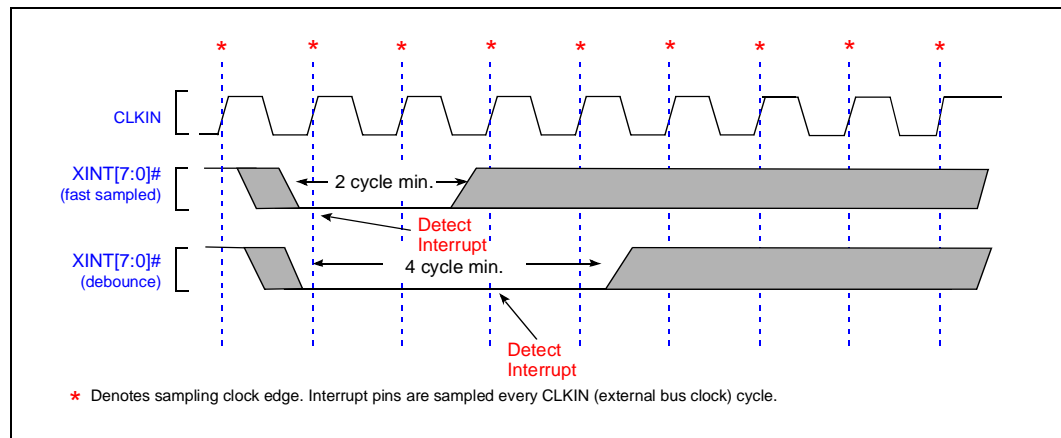 * * * * * * * * *
CLKIN
XINT[7:0]#
(fast sampled)
2 cycle min.
Detect
Interrupt
XINT[7:0]#
(debounce)
4 cycle min.
Detect
Interrupt
* Denotes sampling clock edge. Interrupt pins are sampled every CLKIN (external bus clock) cycle.